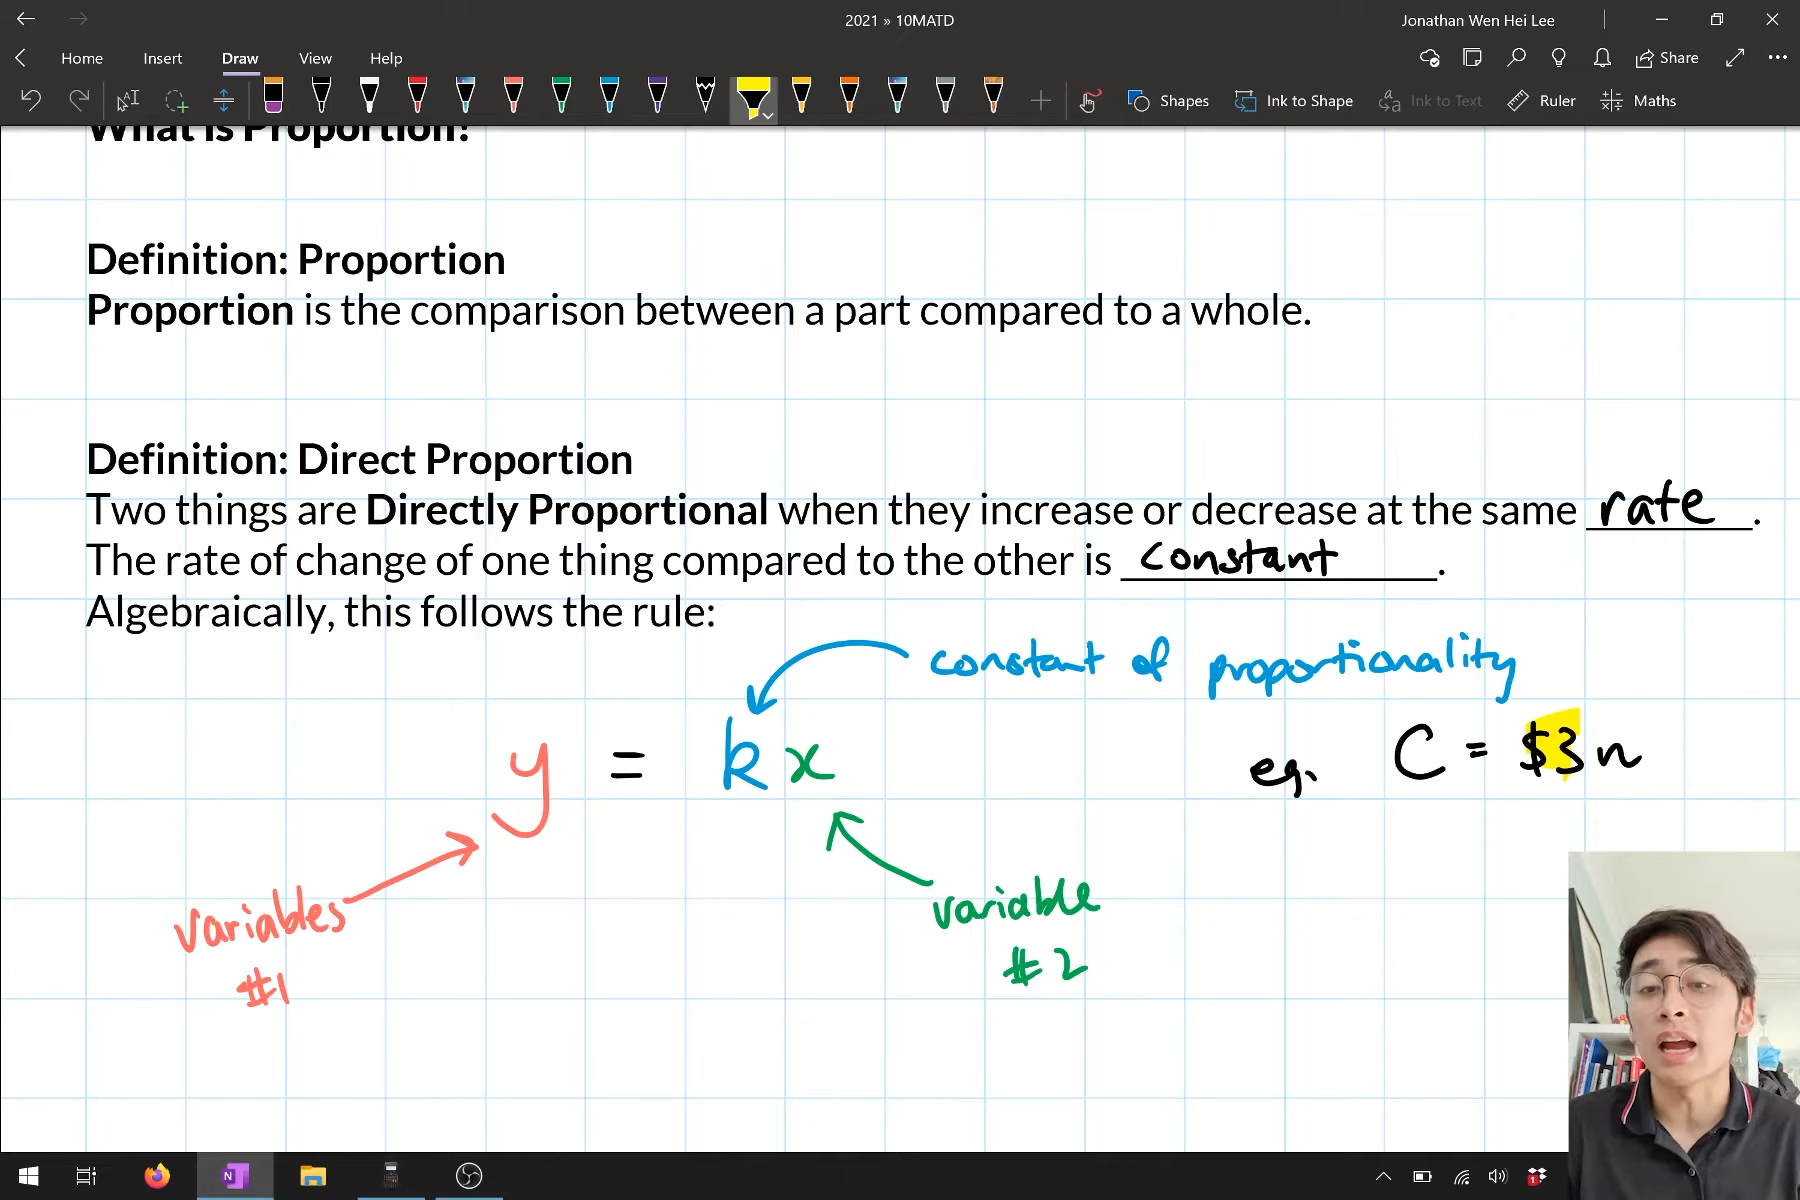 2021 » 10MATD
Jonathan Wen Hei Lee
Home Insert Draw View Help
Share
Shapes Ink to Shape Ink to Text Ruler Maths
What is Proportion?
Definition: Proportion
Proportion is the comparison between a part compared to a whole.
Definition: Direct Proportion
Two things are Directly Proportional when they increase or decrease at the same rate.
The rate of change of one thing compared to the other is constant.
Algebraically, this follows the rule:
constant of proportionality
y = kx
eg. C = $3n
variables
#1
variable
#2